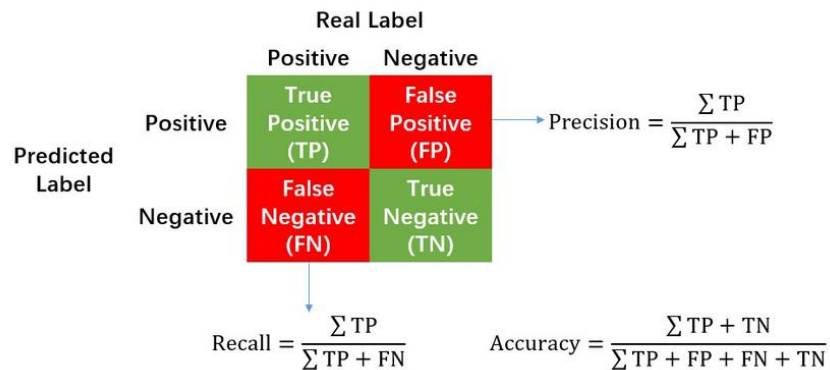 Real Label
Positive Negative
True Positive (TP)
False Positive (FP)
Positive
Precision = ∑ TP / ∑ TP + FP
Predicted Label
False Negative (FN)
True Negative (TN)
Negative
Recall = ∑ TP / ∑ TP + FN
Accuracy = ∑ TP + TN / ∑ TP + FP + FN + TN